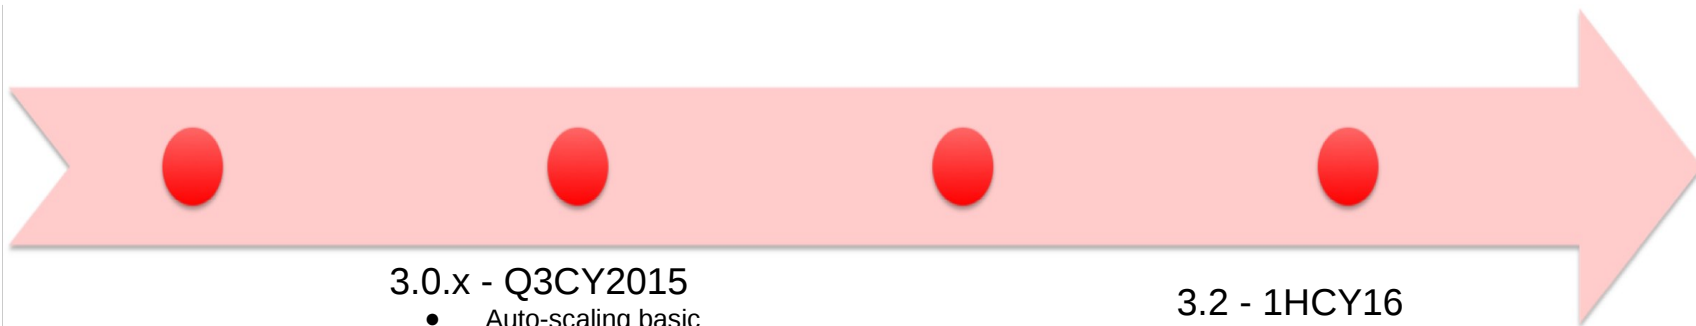 3.0.x - Q3CY2015
• Auto-scaling basic
3.2 - 1HCY16